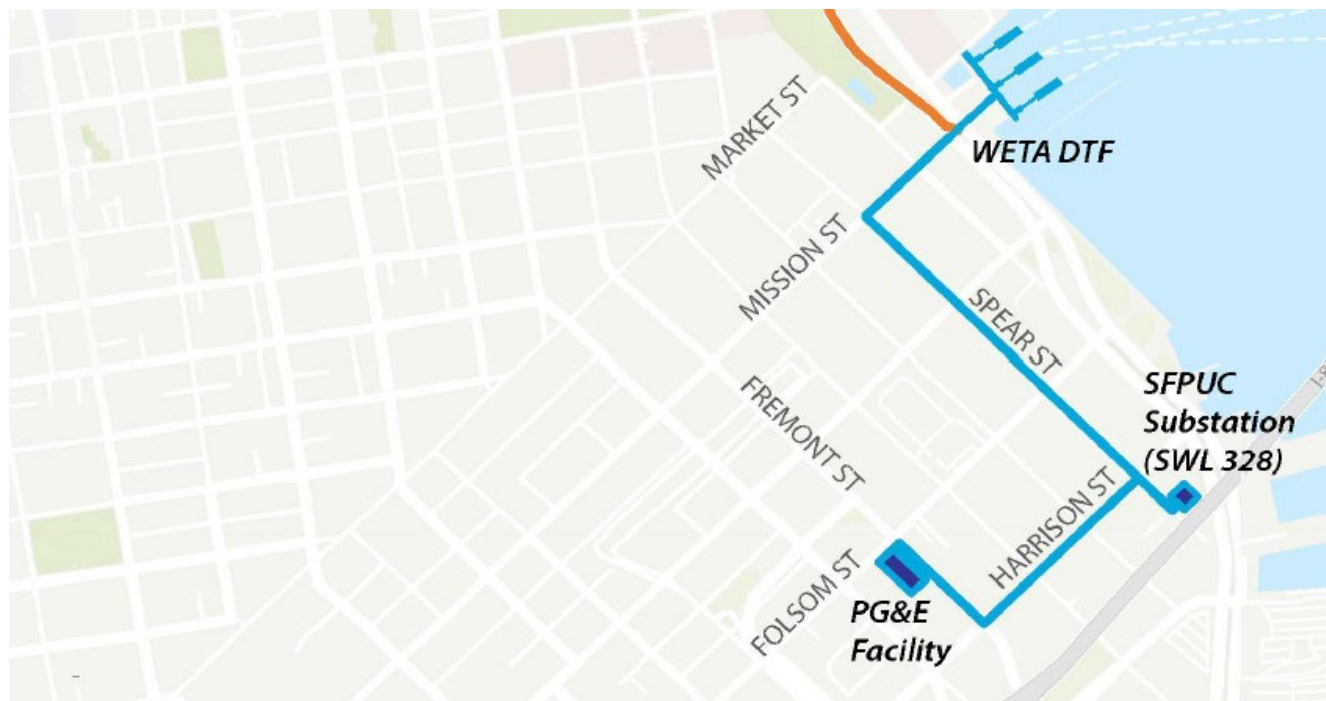 MARKET ST
WETA DTF
MISSION ST
SPEAR ST
SFPUC
Substation
(SWL 328)
FREMONT ST
HARRISON ST
FOLSOM ST
PG&E
Facility